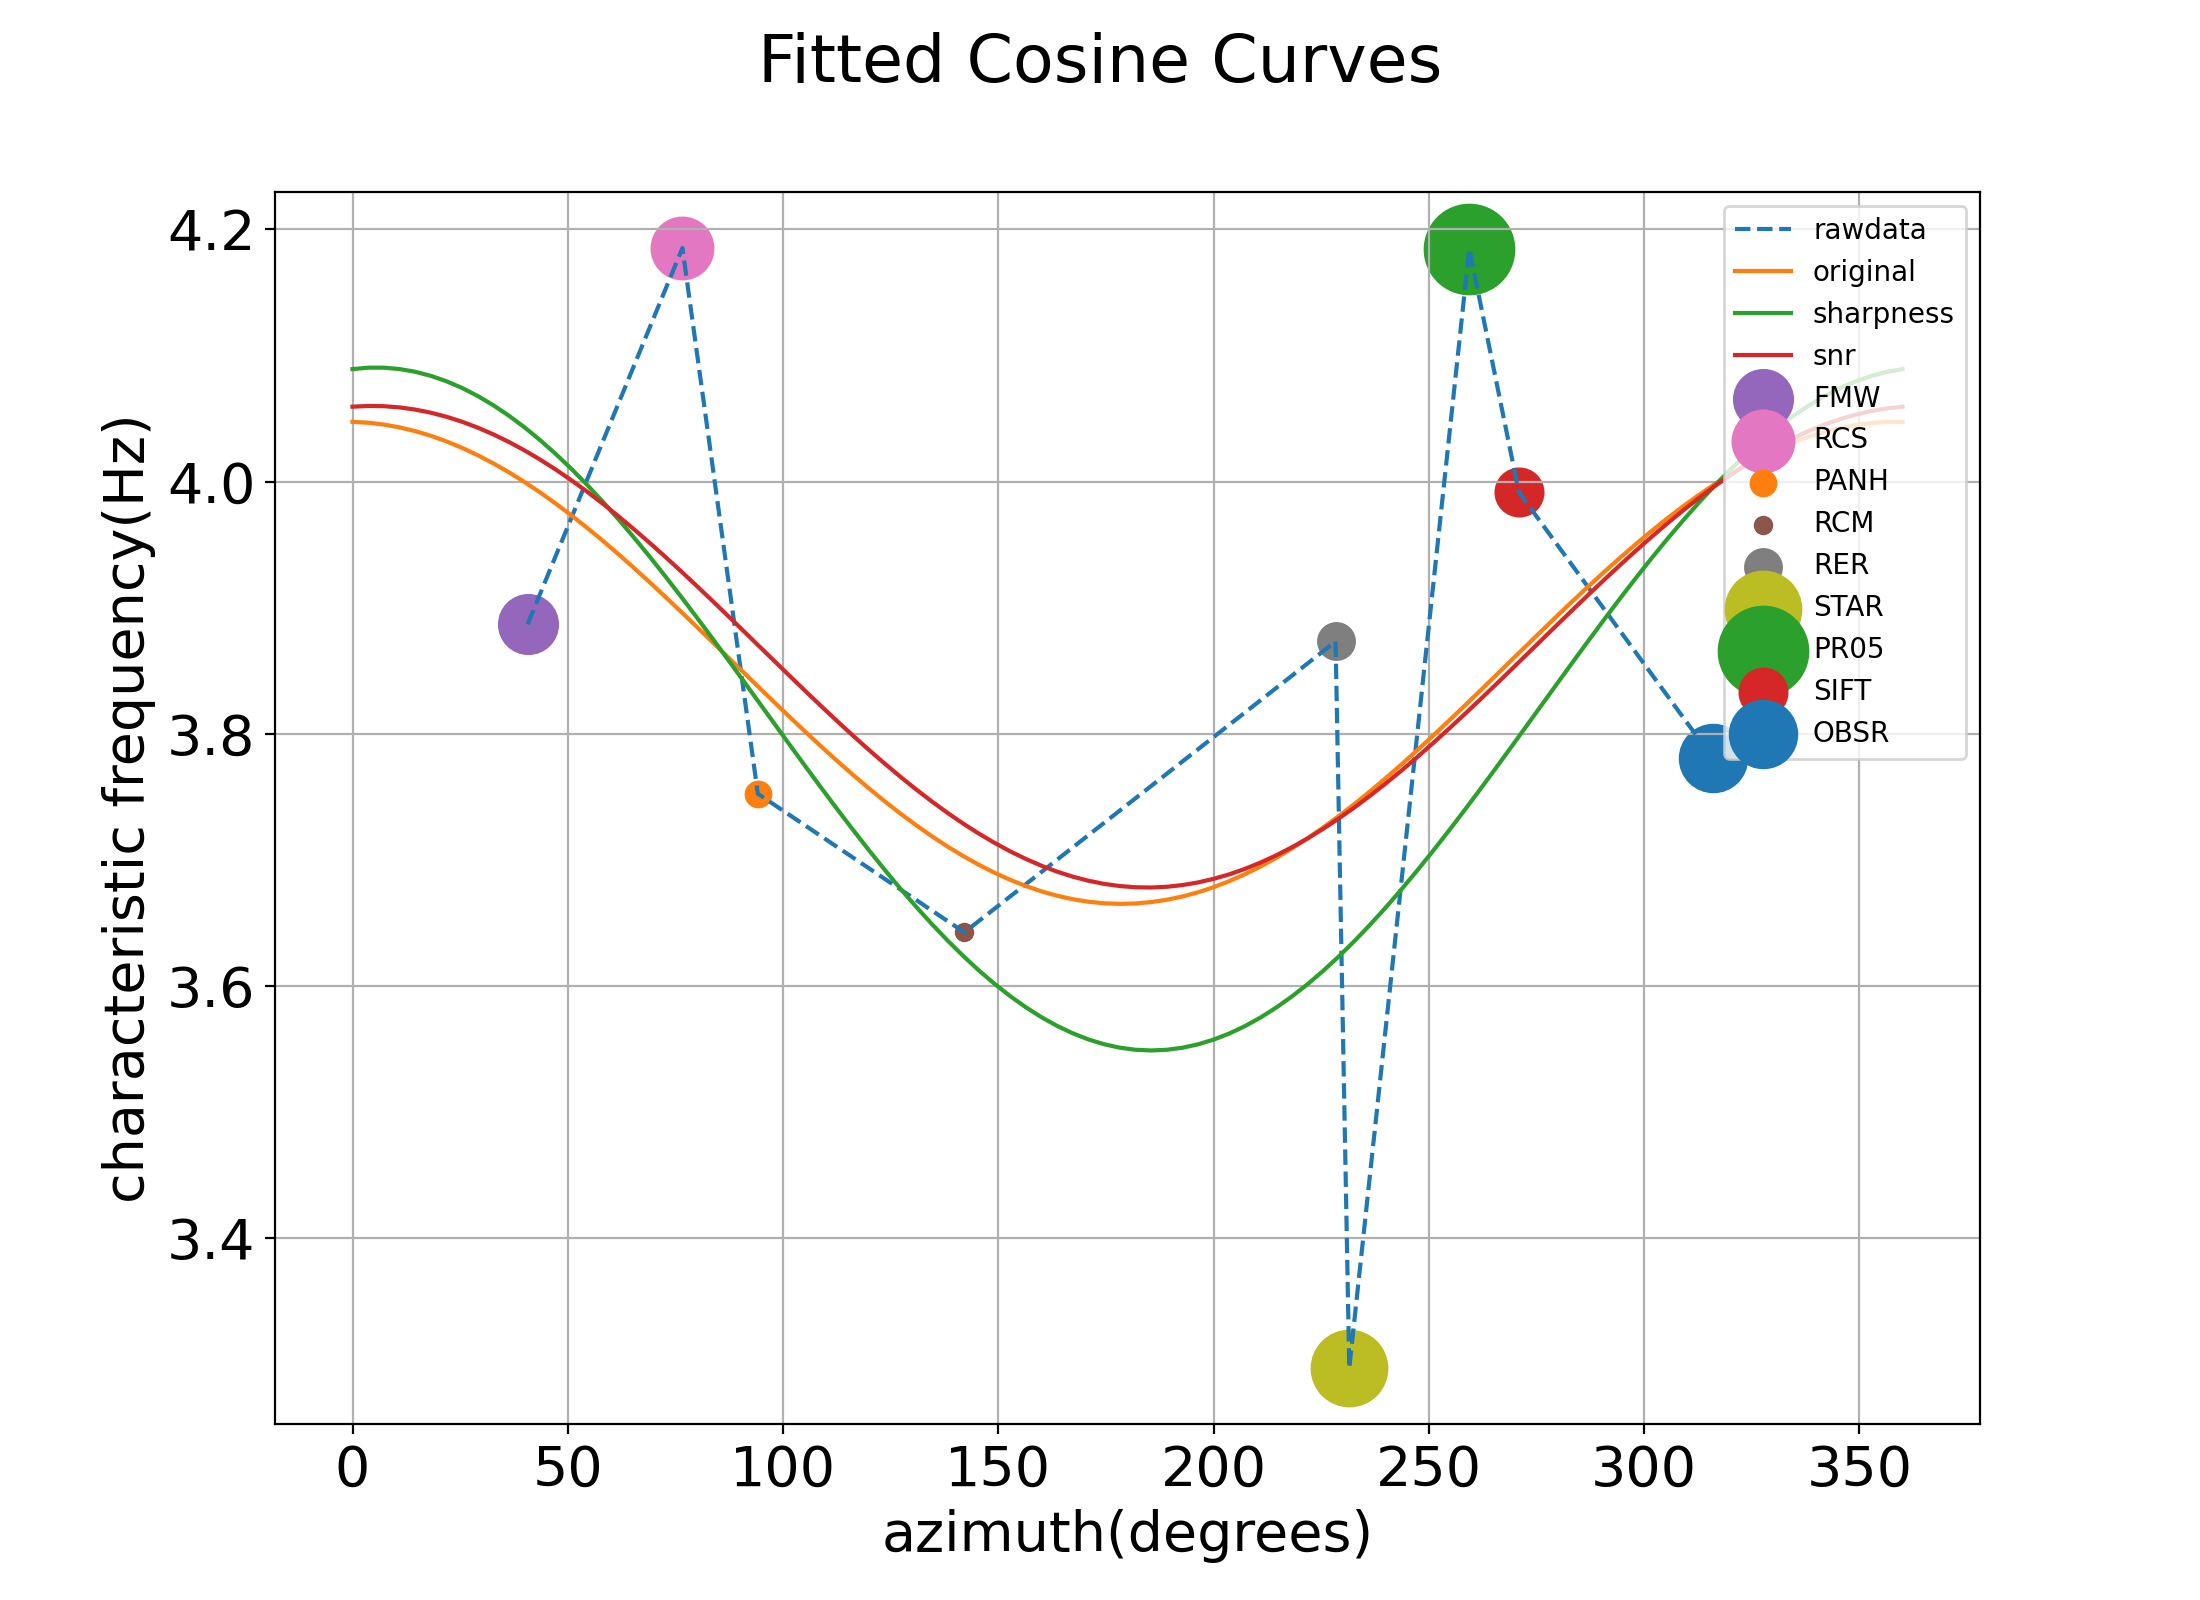 Fitted Cosine Curves
4.2
4.0
3.8
3.6
3.4
characteristic frequency(Hz)
rawdata
original
sharpness
snr
FMW
RCS
PANH
RCM
RER
STAR
PR05
SIFT
OBSR
0 50 100 150 200 250 300 350
azimuth(degrees)